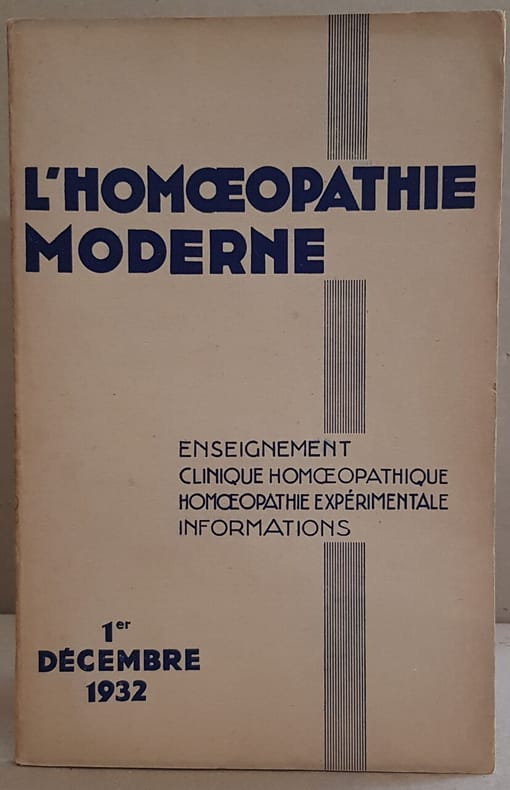 L'HOMŒOPATHIE
MODERNE
ENSEIGNEMENT
CLINIQUE HOMŒOPATHIQUE
HOMŒOPATHIE EXPÉRIMENTALE
INFORMATIONS
1er
DÉCEMBRE
1932